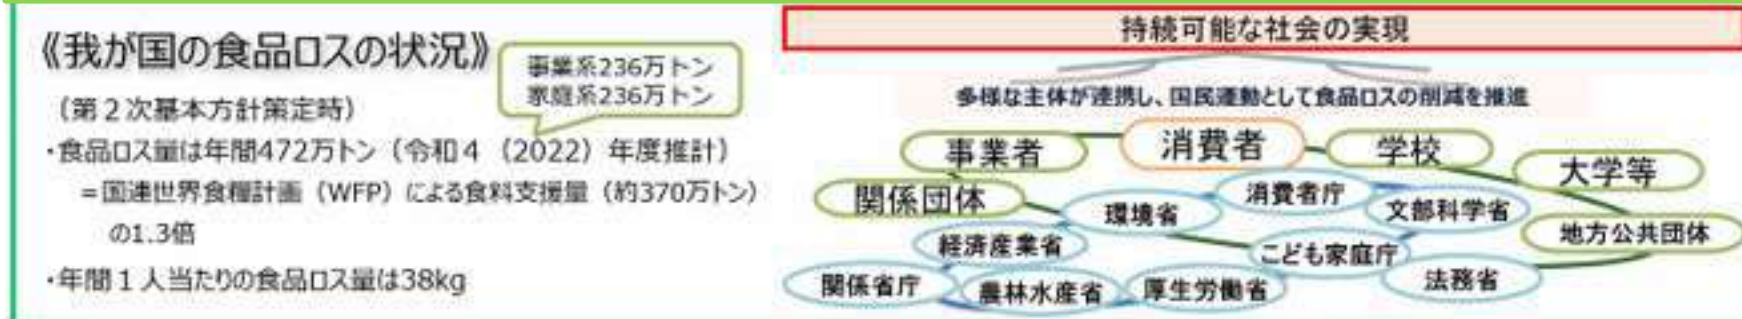 《我が国の食品ロスの状況》
事業系236万トン
家庭系236万トン
(第2次基本方針策定時)
・食品ロス量は年間472万トン(令和4(2022)年度推計)
=国連世界食糧計画(WFP)による食料支援量(約370万トン)
の1.3倍
・年間1人当たりの食品ロス量は38kg
持続可能な社会の実現
多様な主体が連携し、国民運動として食品ロスの削減を推進
事業者
消費者
学校
大学等
関係団体
環境省
消費者庁
文部科学省
地方公共団体
経済産業省
こども家庭庁
関係省庁
農林水産省
厚生労働省
法務省